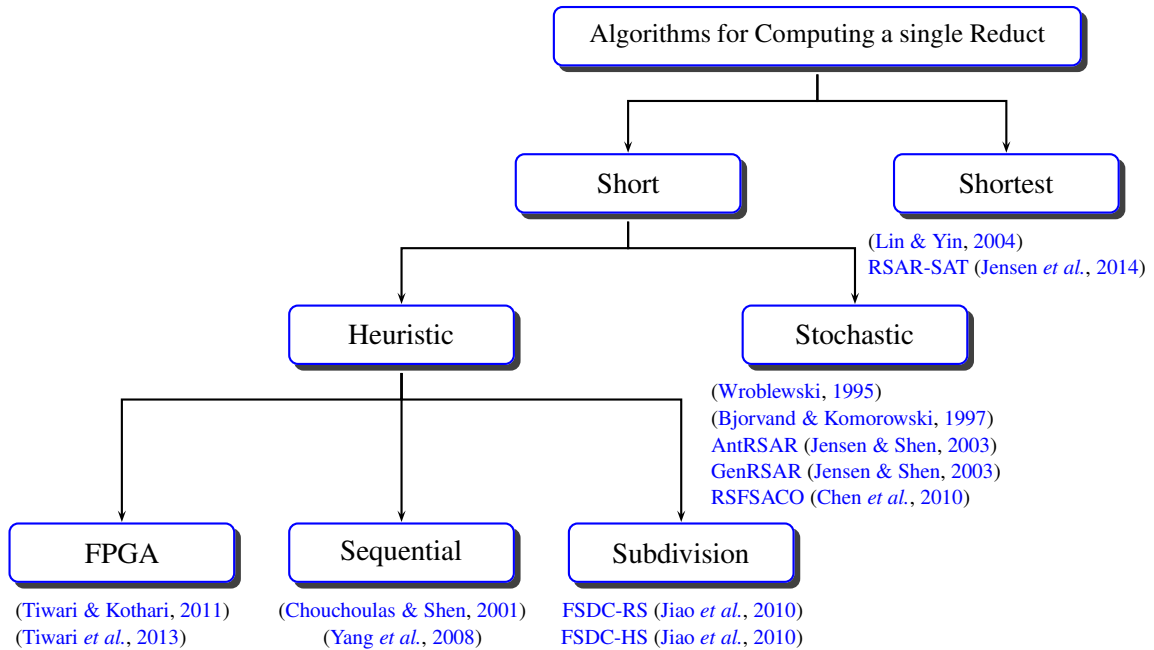 Algorithms for Computing a single Reduct
Short
Shortest
(Lin & Yin, 2004)
RSAR-SAT (Jensen et al., 2014)
Heuristic
Stochastic
(Wroblewski, 1995)
(Bjorvand & Komorowski, 1997)
AntRSAR (Jensen & Shen, 2003)
GenRSAR (Jensen & Shen, 2003)
RSFSACO (Chen et al., 2010)
FPGA
Sequential
Subdivision
(Tiwari & Kothari, 2011)
(Tiwari et al., 2013)
(Chouchoulas & Shen, 2001)
(Yang et al., 2008)
FSDC-RS (Jiao et al., 2010)
FSDC-HS (Jiao et al., 2010)